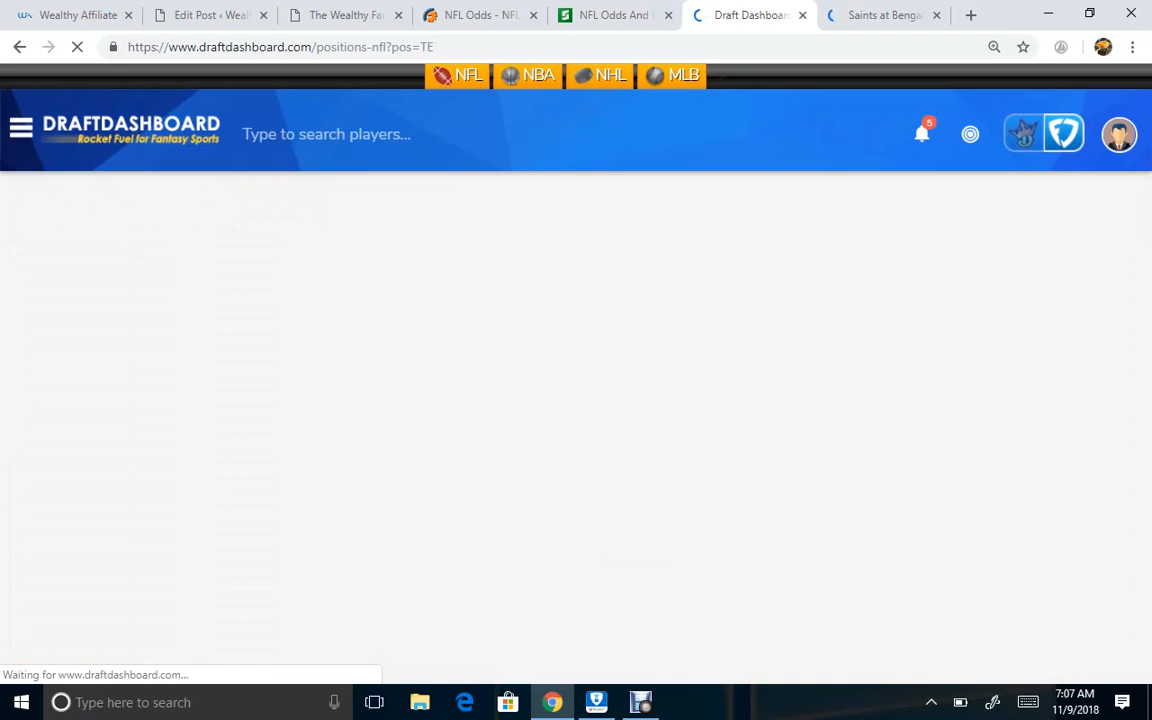 Wealthy Affiliate
Edit Post ‹ Weal
The Wealthy Fa
NFL Odds - NFL
NFL Odds And
Draft Dashboar
Saints at Benga
https://www.draftdashboard.com/positions-nfl?pos=TE
NFL
NBA
NHL
MLB
DRAFTDASHBOARD
Rocket Fuel for Fantasy Sports
Type to search players...
5
Waiting for www.draftdashboard.com...
Type here to search
7:07 AM
11/9/2018